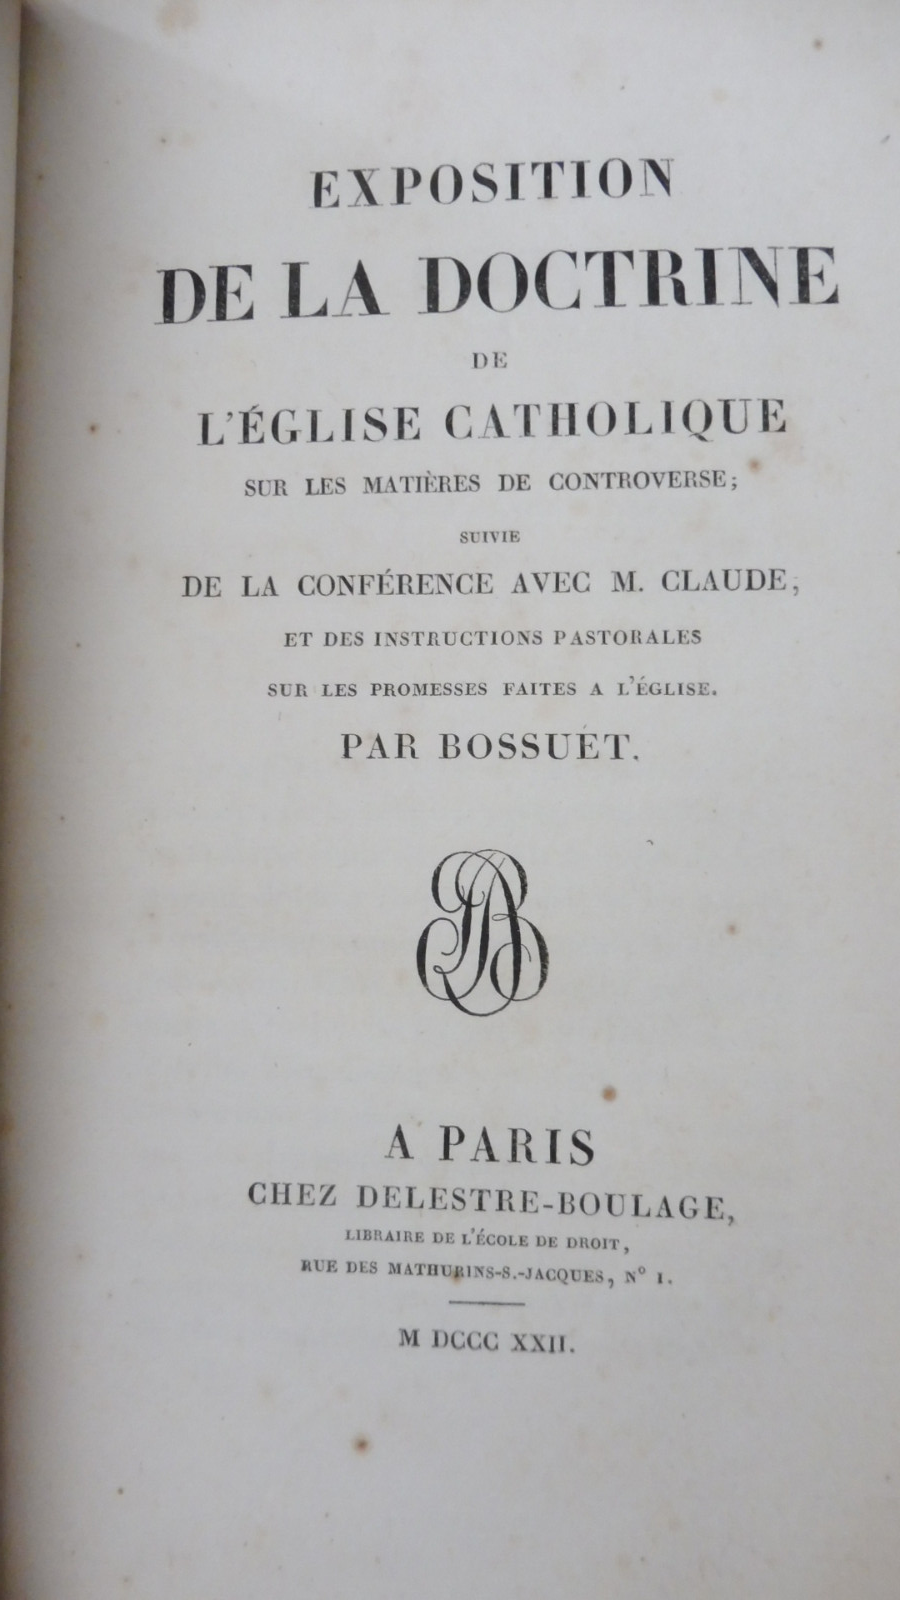 EXPOSITION
DE LA DOCTRINE
DE
L'ÉGLISE CATHOLIQUE
SUR LES MATIÈRES DE CONTROVERSE;
SUIVIE
DE LA CONFÉRENCE AVEC M. CLAUDE,
ET DES INSTRUCTIONS PASTORALES
SUR LES PROMESSES FAITES A L'ÉGLISE.
PAR BOSSUET.
A PARIS
CHEZ DELESTRE-BOULAGE,
LIBRAIRE DE L'ÉCOLE DE DROIT,
RUE DES MATHURINS-S.-JACQUES, N° 1.
M DCCC XXII.